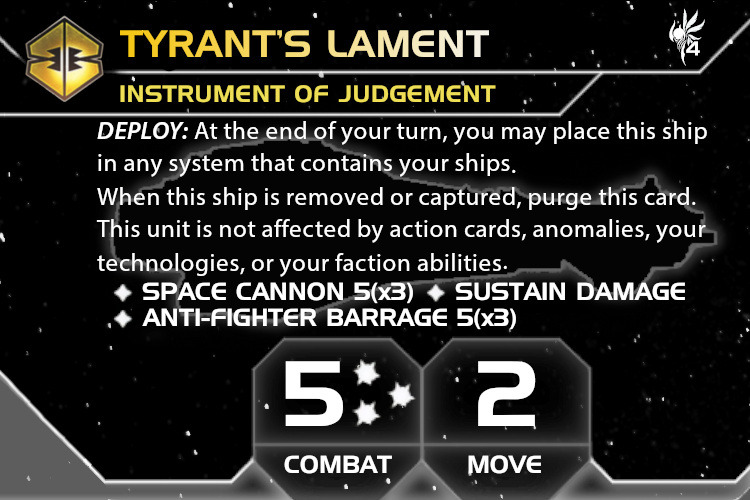 TYRANT'S LAMENT
4
INSTRUMENT OF JUDGEMENT
DEPLOY: At the end of your turn, you may place this ship
in any system that contains your ships.
When this ship is removed or captured, purge this card.
This unit is not affected by action cards, anomalies, your
technologies, or your faction abilities.
SPACE CANNON 5(x3) SUSTAIN DAMAGE
ANTI-FIGHTER BARRAGE 5(x3)
5 2
COMBAT MOVE